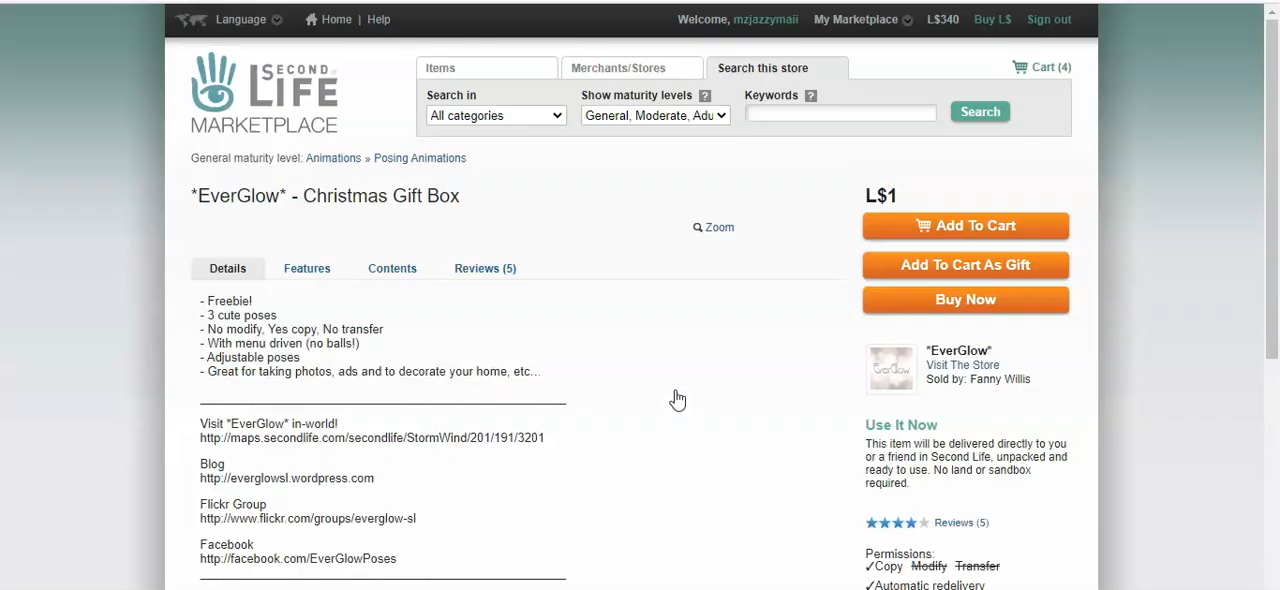 Language Home | Help Welcome, mzjazzymaii My Marketplace L$340 Buy L$ Sign out
SECOND LIFE
MARKETPLACE
Items Merchants/Stores Search this store Cart (4)
Search in Show maturity levels ? Keywords ?
All categories General, Moderate, Adu Search
General maturity level: Animations » Posing Animations
*EverGlow* - Christmas Gift Box
Zoom
Details Features Contents Reviews (5)
- Freebie!
- 3 cute poses
- No modify, Yes copy, No transfer
- With menu driven (no balls!)
- Adjustable poses
- Great for taking photos, ads and to decorate your home, etc...
Visit *EverGlow* in-world!
http://maps.secondlife.com/secondlife/StormWind/201/191/3201
Blog
http://everglowsl.wordpress.com
Flickr Group
http://www.flickr.com/groups/everglow-sl
Facebook
http://facebook.com/EverGlowPoses
L$1
Add To Cart
Add To Cart As Gift
Buy Now
EverGlow
*EverGlow*
Visit The Store
Sold by: Fanny Willis
Use It Now
This item will be delivered directly to you
or a friend in Second Life, unpacked and
ready to use. No land or sandbox
required.
Reviews (5)
Permissions:
✓Copy Modify Transfer
✓Automatic redelivery